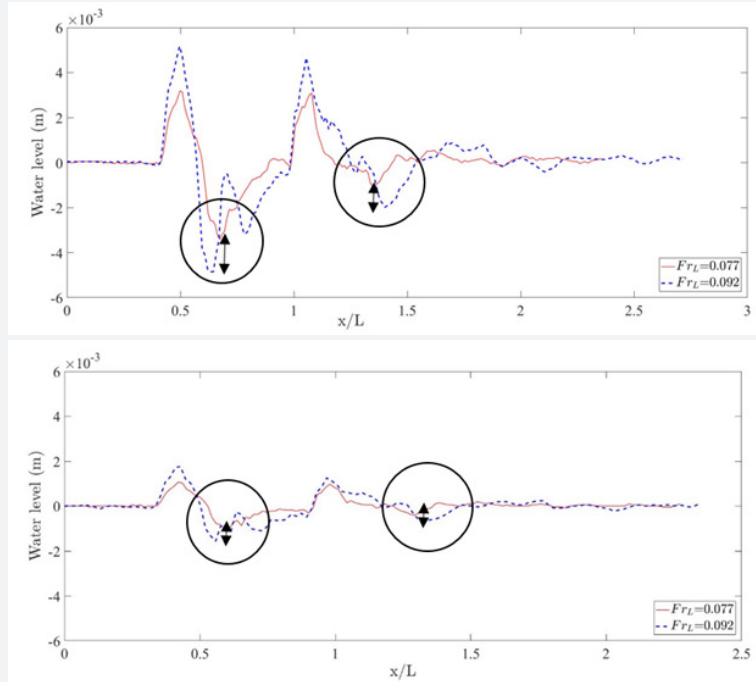 ×10⁻³
6
4
2
0
-2
-4
-6
Water level (m)
0 0.5 1 1.5 2 2.5 3
x/L
Fr_L=0.077
Fr_L=0.092
×10⁻³
6
4
2
0
-2
-4
-6
Water level (m)
0 0.5 1 1.5 2 2.5
x/L
Fr_L=0.077
Fr_L=0.092